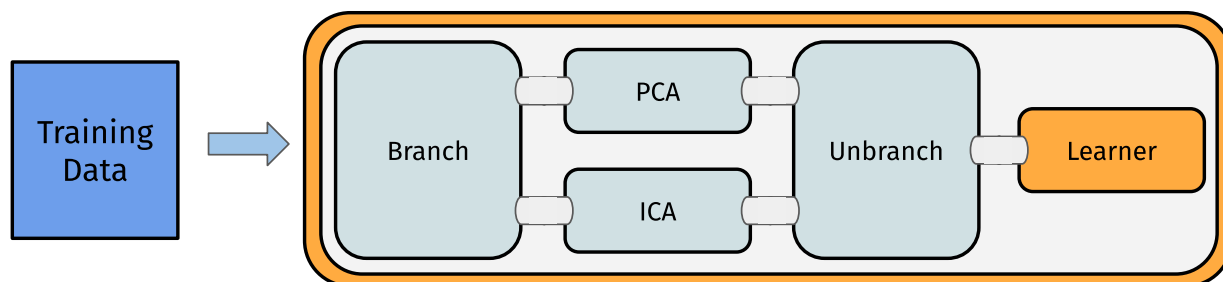 Training
Data
Branch
PCA
ICA
Unbranch
Learner